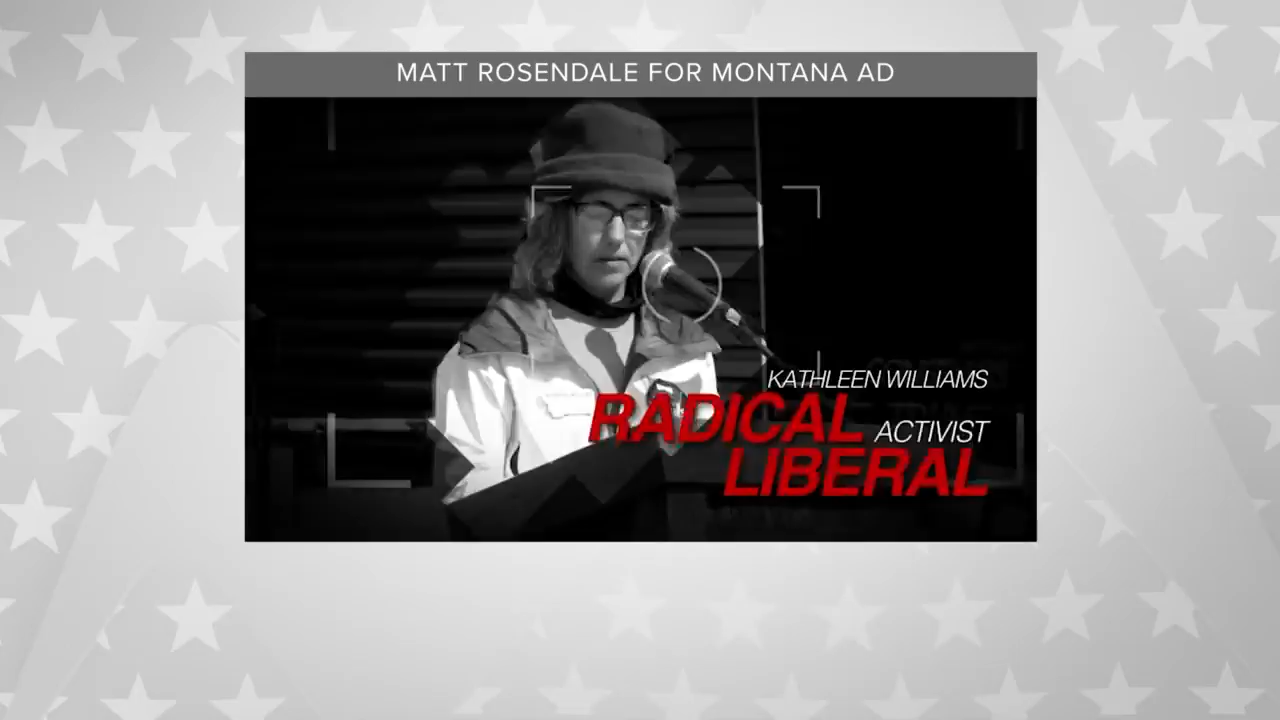 MATT ROSENDALE FOR MONTANA AD
KATHLEEN WILLIAMS
RADICAL ACTIVIST
LIBERAL